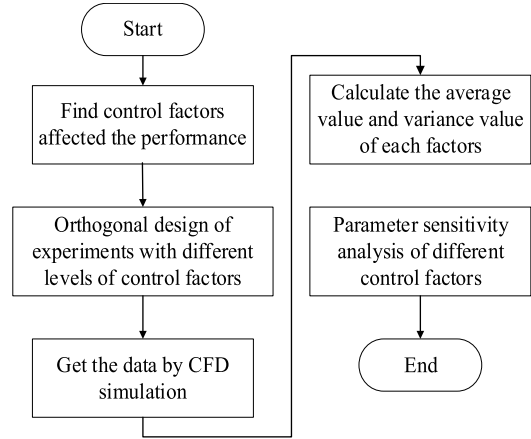 Start
Find control factors
affected the performance
Orthogonal design of
experiments with different
levels of control factors
Get the data by CFD
simulation
Calculate the average
value and variance value
of each factors
Parameter sensitivity
analysis of different
control factors
End